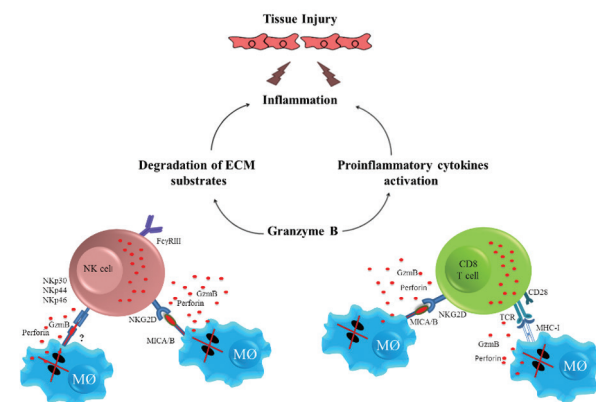 Tissue Injury
Inflammation
Degradation of ECM
substrates
Proinflammatory cytokines
activation
Granzyme B
FcγRIII
NK cell
NKp30
NKp44
NKp46
GzmB
Perforin
?
NKG2D
MICA/B
GzmB
Perforin
MØ
MØ
CD8
T cell
GzmB
Perforin
NKG2D
MICA/B
CD28
TCR
MHC-I
GzmB
Perforin
MØ
MØ